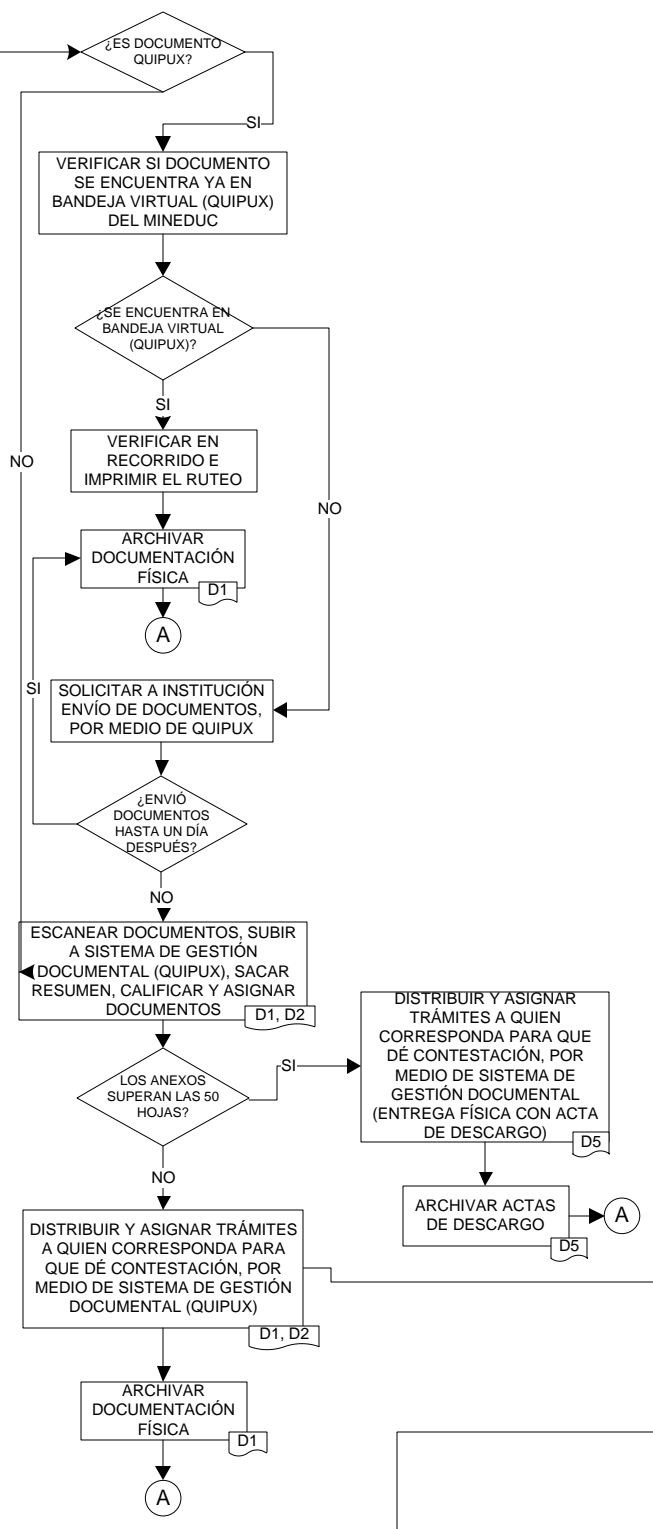 ¿ES DOCUMENTO
QUIPUX?
SI
VERIFICAR SI DOCUMENTO
SE ENCUENTRA YA EN
BANDEJA VIRTUAL (QUIPUX)
DEL MINEDUC
¿SE ENCUENTRA EN
BANDEJA VIRTUAL
(QUIPUX)?
SI
NO
VERIFICAR EN
RECORRIDO E
IMPRIMIR EL RUTEO
NO
ARCHIVAR
DOCUMENTACIÓN
FÍSICA
D1
A
SI
SOLICITAR A INSTITUCIÓN
ENVÍO DE DOCUMENTOS,
POR MEDIO DE QUIPUX
¿ENVIÓ
DOCUMENTOS
HASTA UN DÍA
DESPUÉS?
NO
ESCANEAR DOCUMENTOS, SUBIR
A SISTEMA DE GESTIÓN
DOCUMENTAL (QUIPUX), SACAR
RESUMEN, CALIFICAR Y ASIGNAR
DOCUMENTOS
D1, D2
LOS ANEXOS
SUPERAN LAS 50
HOJAS?
SI
DISTRIBUIR Y ASIGNAR
TRÁMITES A QUIEN
CORRESPONDA PARA QUE
DÉ CONTESTACIÓN, POR
MEDIO DE SISTEMA DE
GESTIÓN DOCUMENTAL
(ENTREGA FÍSICA CON ACTA
DE DESCARGO)
D5
NO
ARCHIVAR ACTAS
DE DESCARGO
D5
A
DISTRIBUIR Y ASIGNAR TRÁMITES
A QUIEN CORRESPONDA PARA
QUE DÉ CONTESTACIÓN, POR
MEDIO DE SISTEMA DE GESTIÓN
DOCUMENTAL (QUIPUX)
D1, D2
ARCHIVAR
DOCUMENTACIÓN
FÍSICA
D1
A